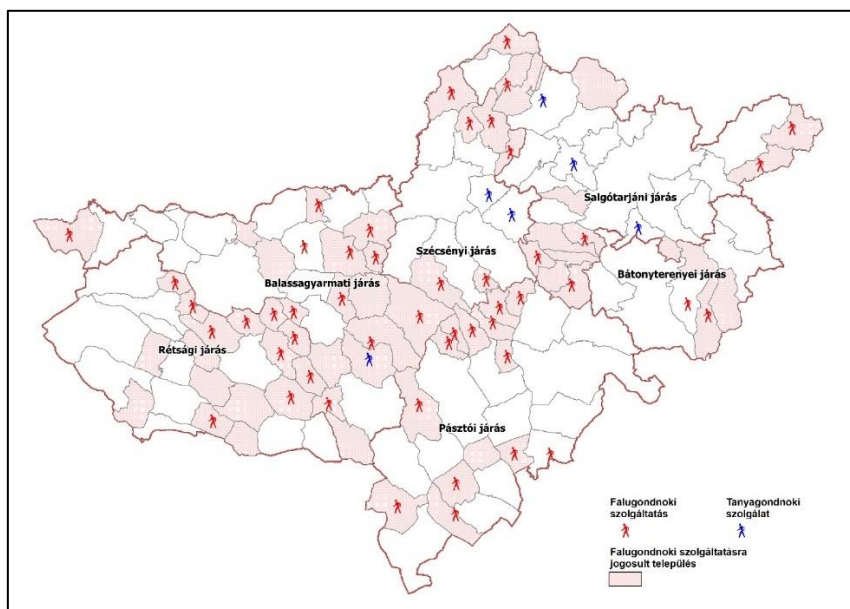 Salgótarjáni járás
Szécsényi járás
Bátonyterenyei járás
Balassagyarmati járás
Rétsági járás
Pásztói járás
Falugondnoki
szolgáltatás
Tanyagondnoki
szolgálat
Falugondnoki szolgáltatásra
jogosult település